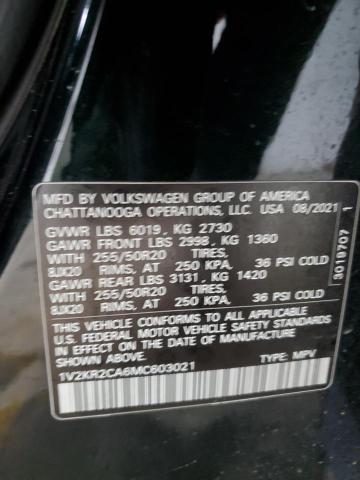 MFD BY VOLKSWAGEN GROUP OF AMERICA
CHATTANOOGA OPERATIONS, LLC. USA 08/2021
GVWR LBS 6019, KG 2730
GAWR FRONT LBS 2998, KG 1360
WITH 255/50R20 TIRES,
8JX20 RIMS, AT 250 KPA, 36 PSI COLD
GAWR REAR LBS 3131, KG 1420
WITH 255/50R20 TIRES,
8JX20 RIMS, AT 250 KPA, 36 PSI COLD
THIS VEHICLE CONFORMS TO ALL APPLICABLE
U.S. FEDERAL MOTOR VEHICLE SAFETY STANDARDS
IN EFFECT ON THE DATE OF MANUFACTURE
SHOWN ABOVE.
1V2KR2CA6MC603021 TYPE: MPV
3019707 1